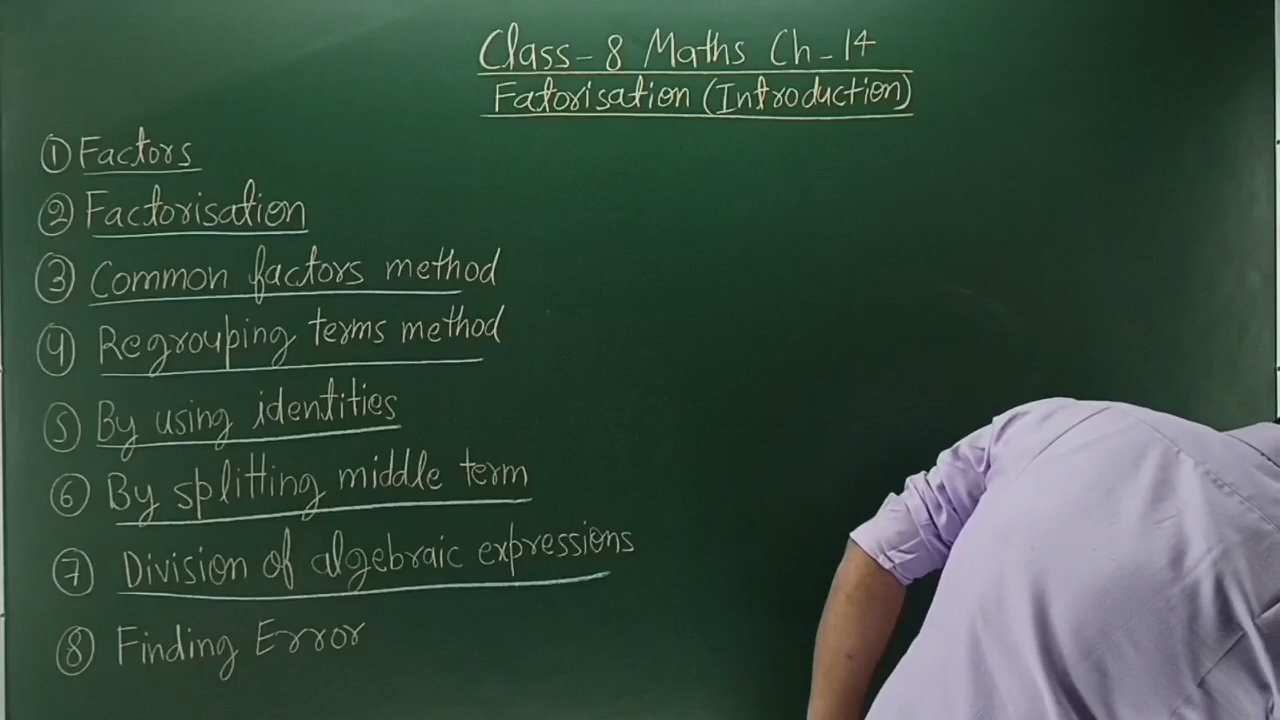 Class-8 Maths Ch-14
Fatorisation (Introduction)
① Factors
② Factorisation
③ Common factors method
④ Regrouping terms method
⑤ By using identities
⑥ By splitting middle term
⑦ Division of algebraic expressions
⑧ Finding Error